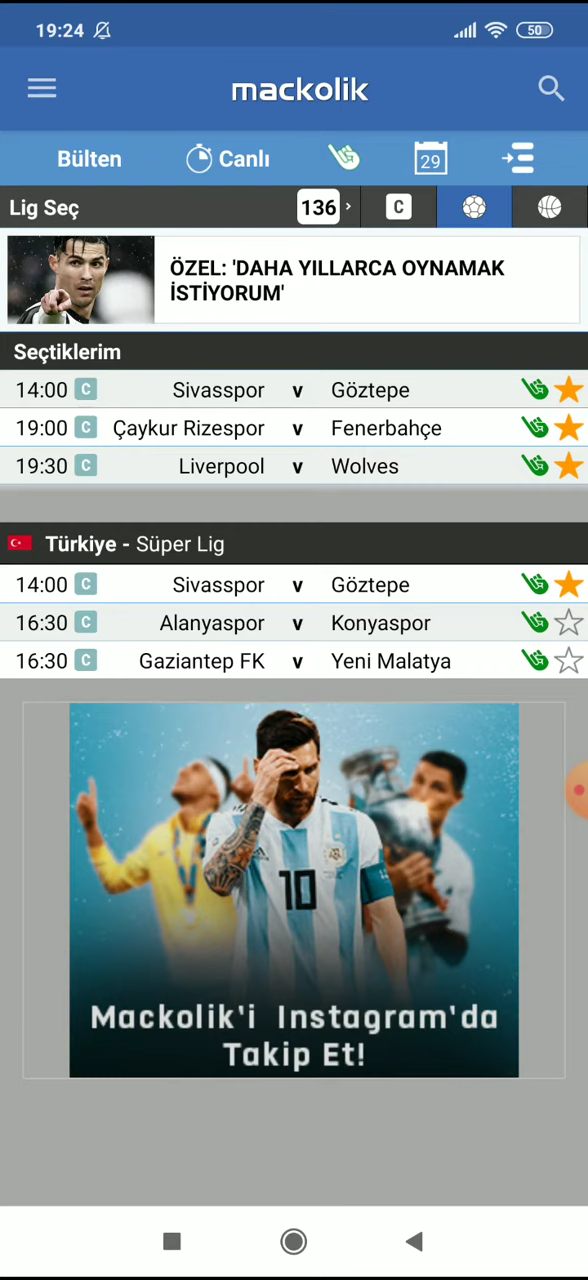 19:24 50
mackolik
Bülten Canlı 29
Lig Seç 136 C
ÖZEL: 'DAHA YILLARCA OYNAMAK
İSTİYORUM'
Seçtiklerim
14:00 C Sivasspor v Göztepe
19:00 C Çaykur Rizespor v Fenerbahçe
19:30 C Liverpool v Wolves
Türkiye - Süper Lig
14:00 C Sivasspor v Göztepe
16:30 C Alanyaspor v Konyaspor
16:30 C Gaziantep FK v Yeni Malatya
10
Mackolik'i Instagram'da
Takip Et!